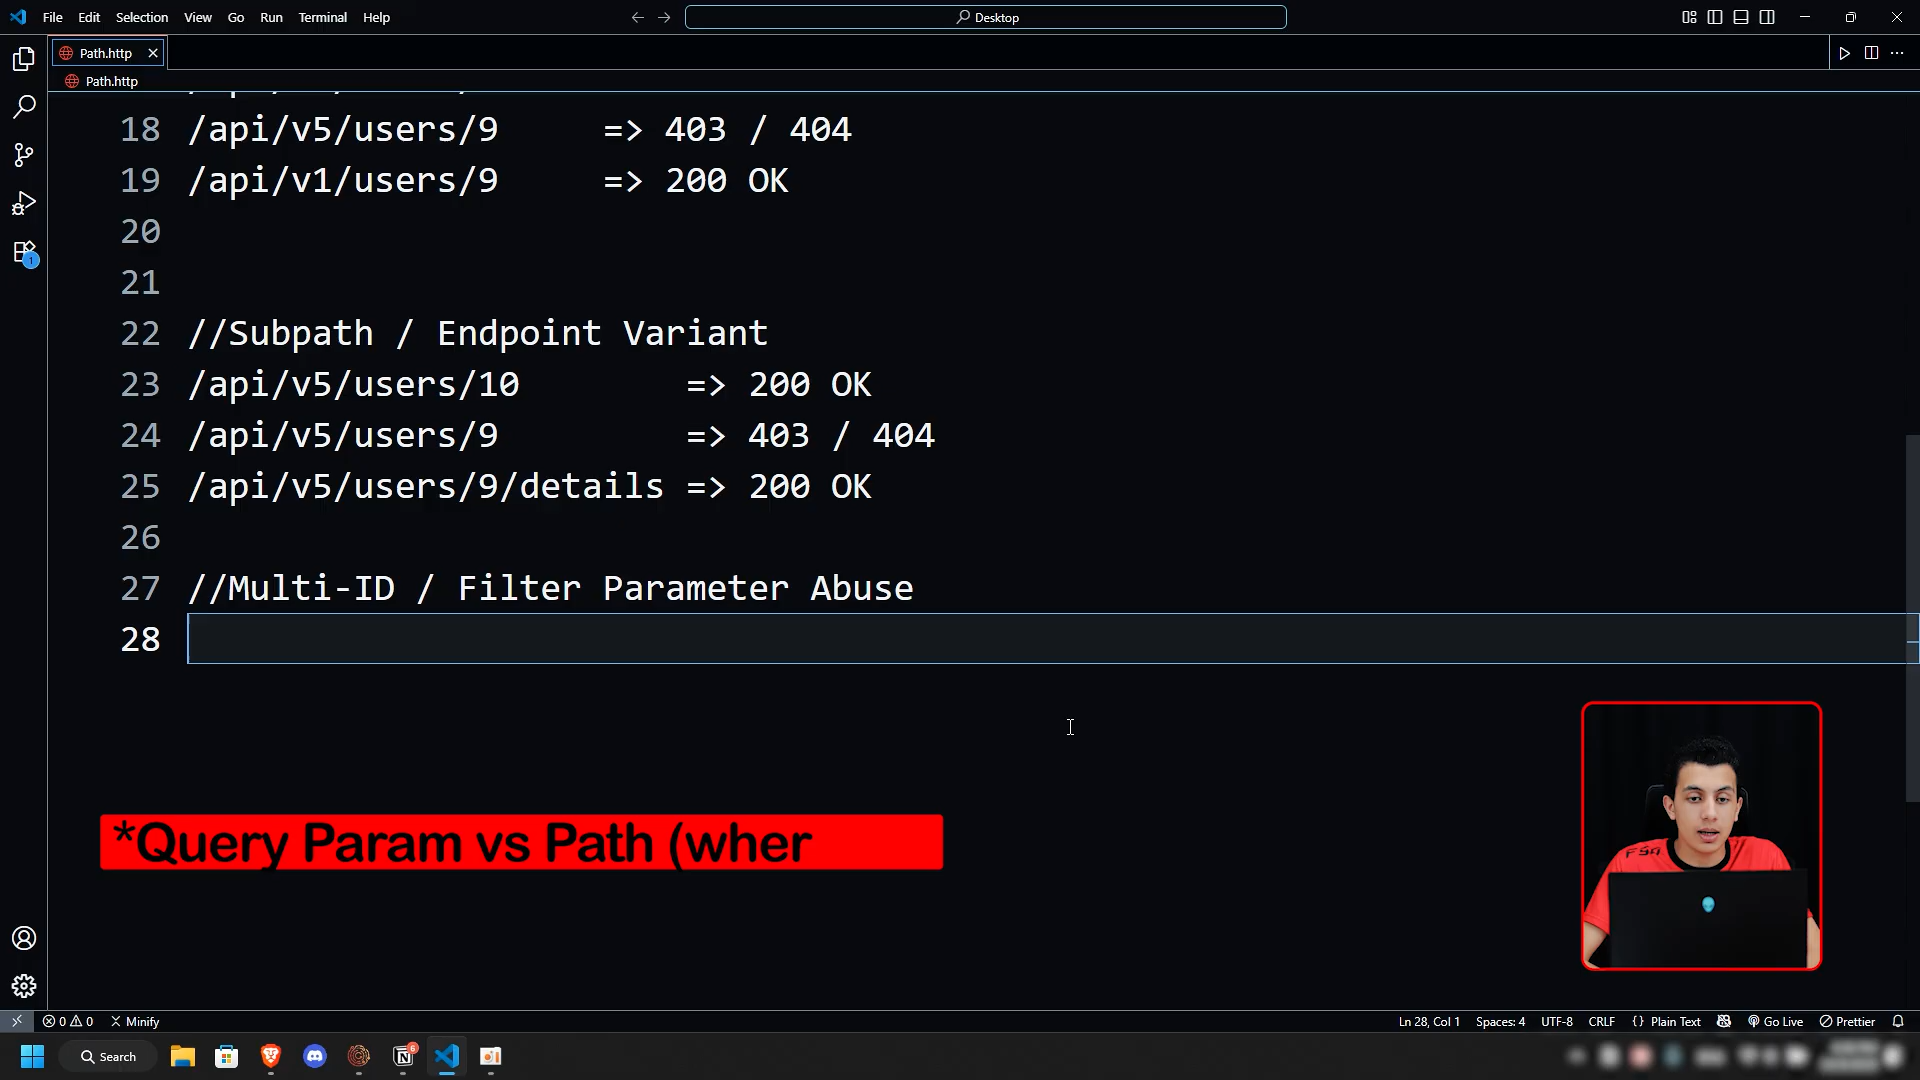 File Edit Selection View Go Run Terminal Help
Desktop
Path.http
Path.http
18 /api/v5/users/9 => 403 / 404
19 /api/v1/users/9 => 200 OK
20
21
22 //Subpath / Endpoint Variant
23 /api/v5/users/10 => 200 OK
24 /api/v5/users/9 => 403 / 404
25 /api/v5/users/9/details => 200 OK
26
27 //Multi-ID / Filter Parameter Abuse
28
*Query Param vs Path (wher
0 0 Minify
Ln 28, Col 1 Spaces: 4 UTF-8 CRLF {} Plain Text Go Live Prettier
Search